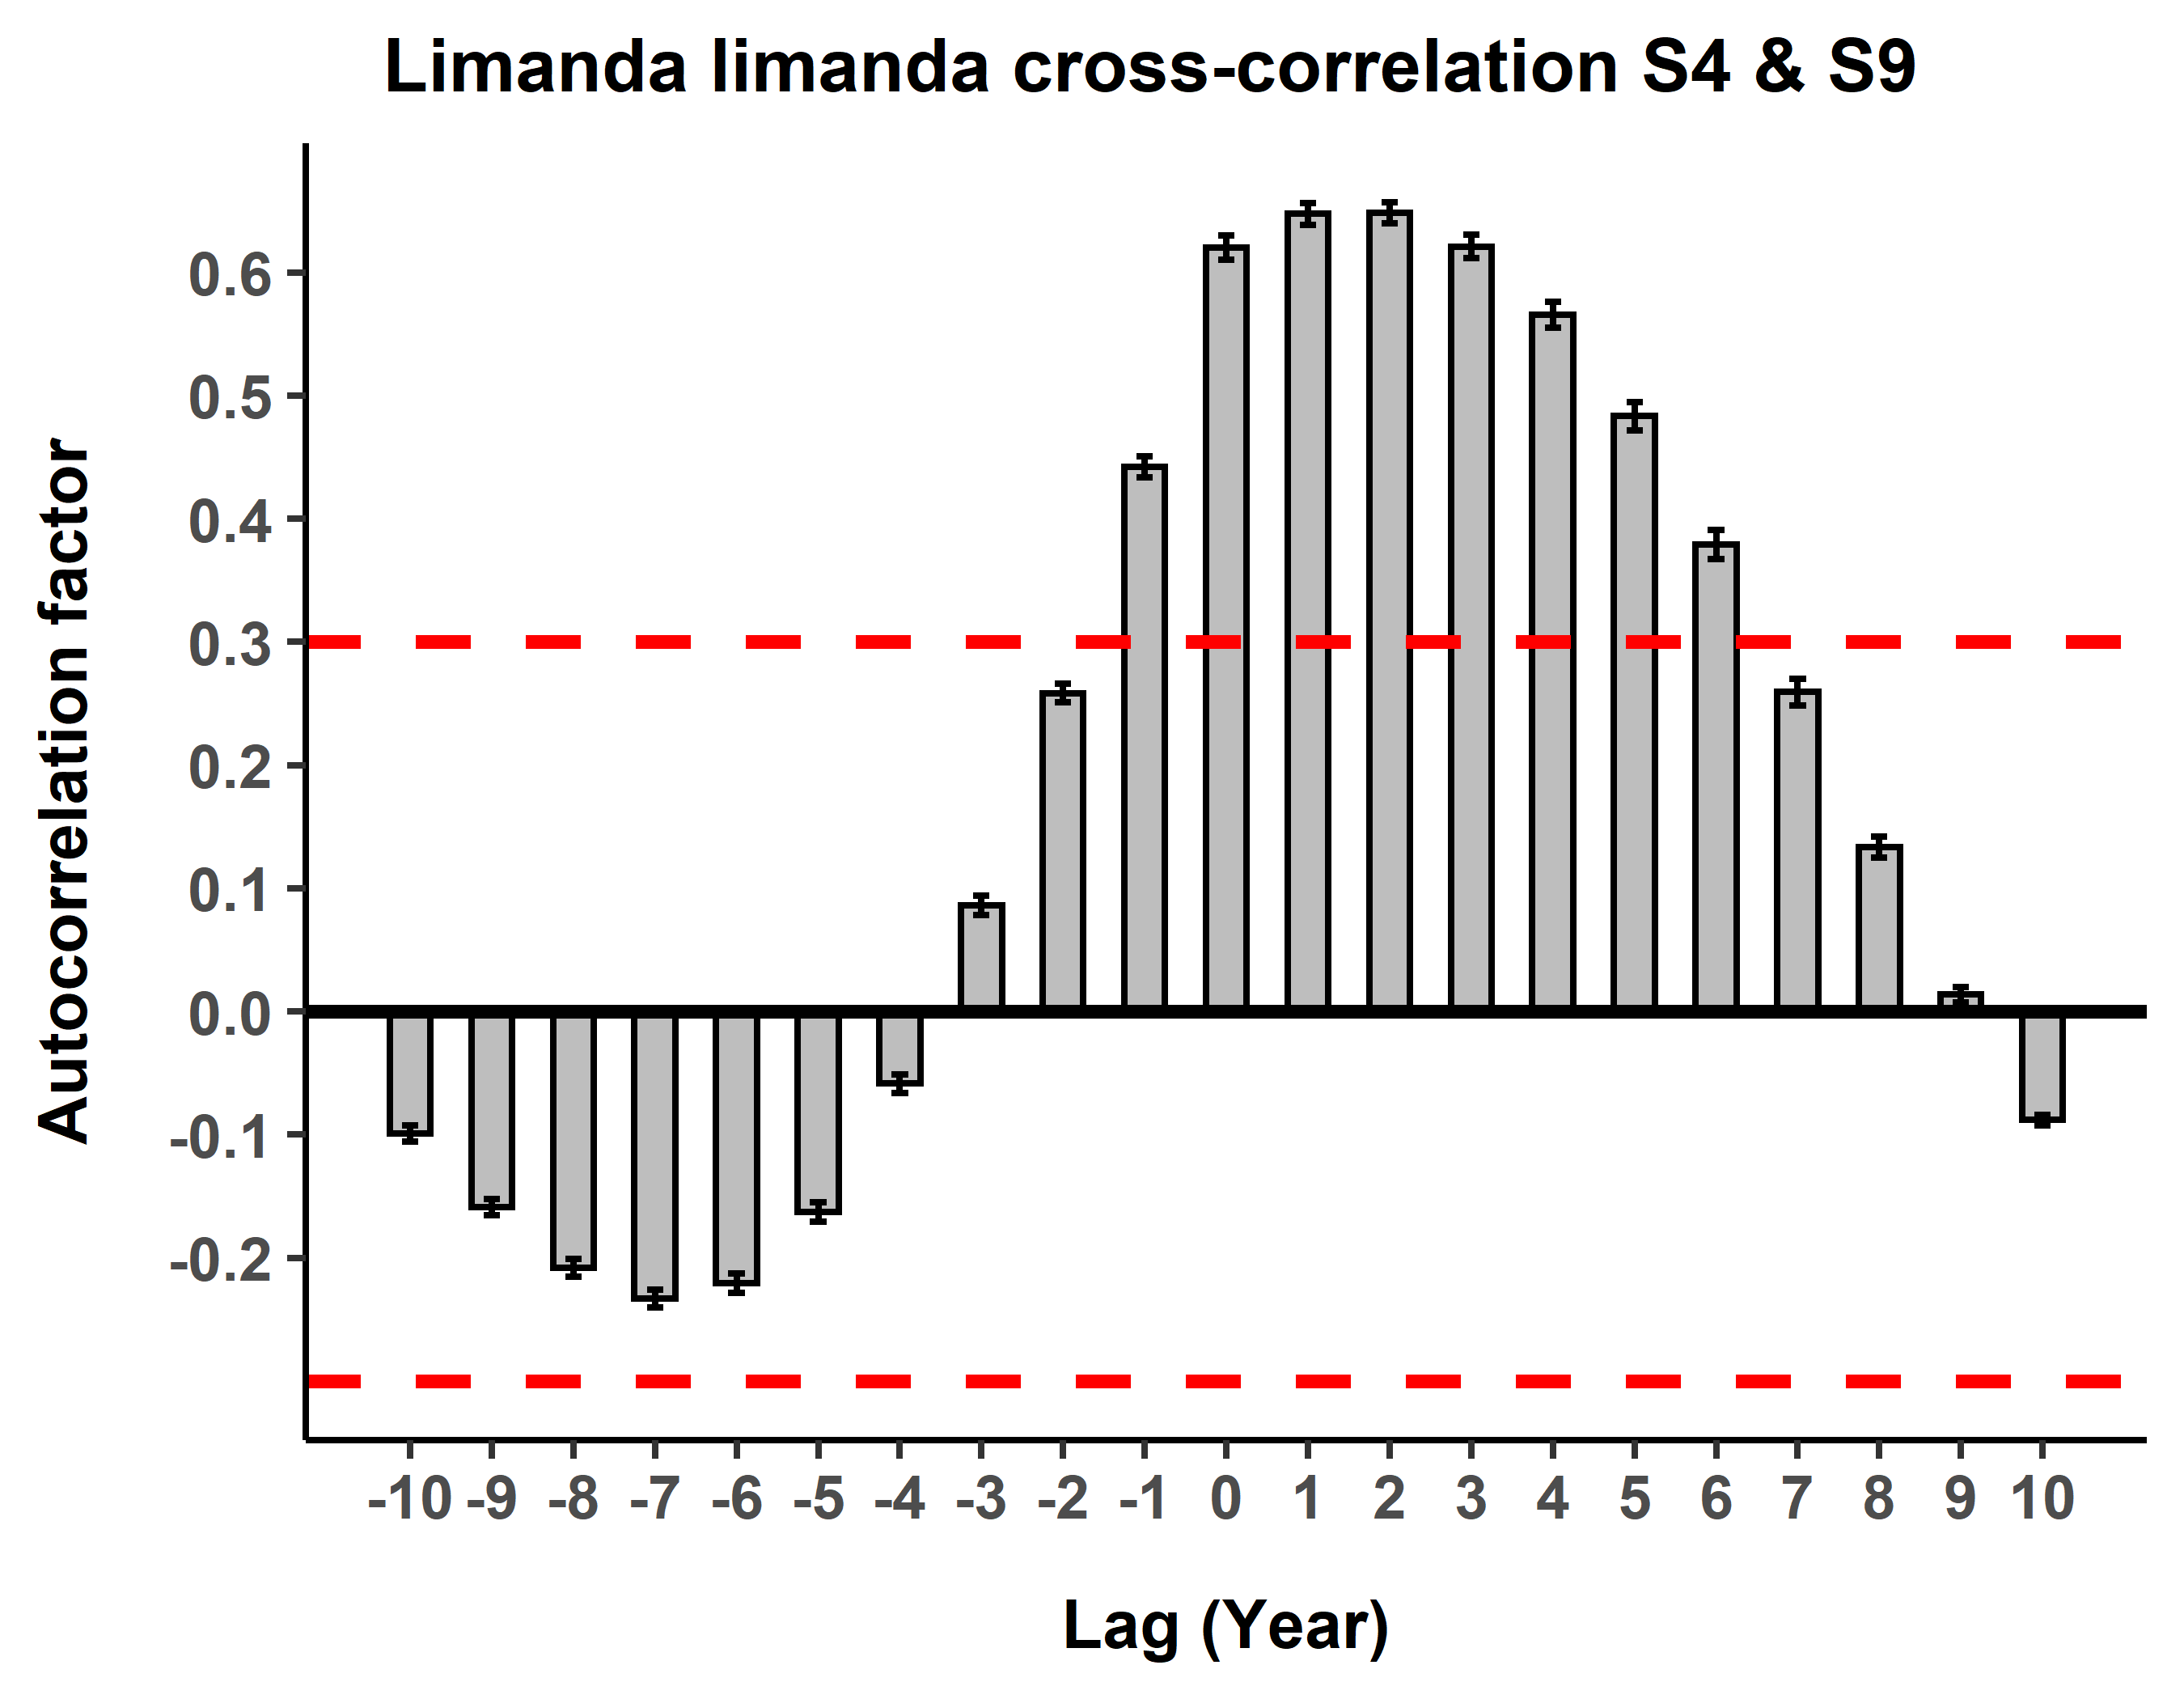 Limanda limanda cross-correlation S4 & S9
Autocorrelation factor
0.6
0.5
0.4
0.3
0.2
0.1
0.0
-0.1
-0.2
-10 -9 -8 -7 -6 -5 -4 -3 -2 -1 0 1 2 3 4 5 6 7 8 9 10
Lag (Year)